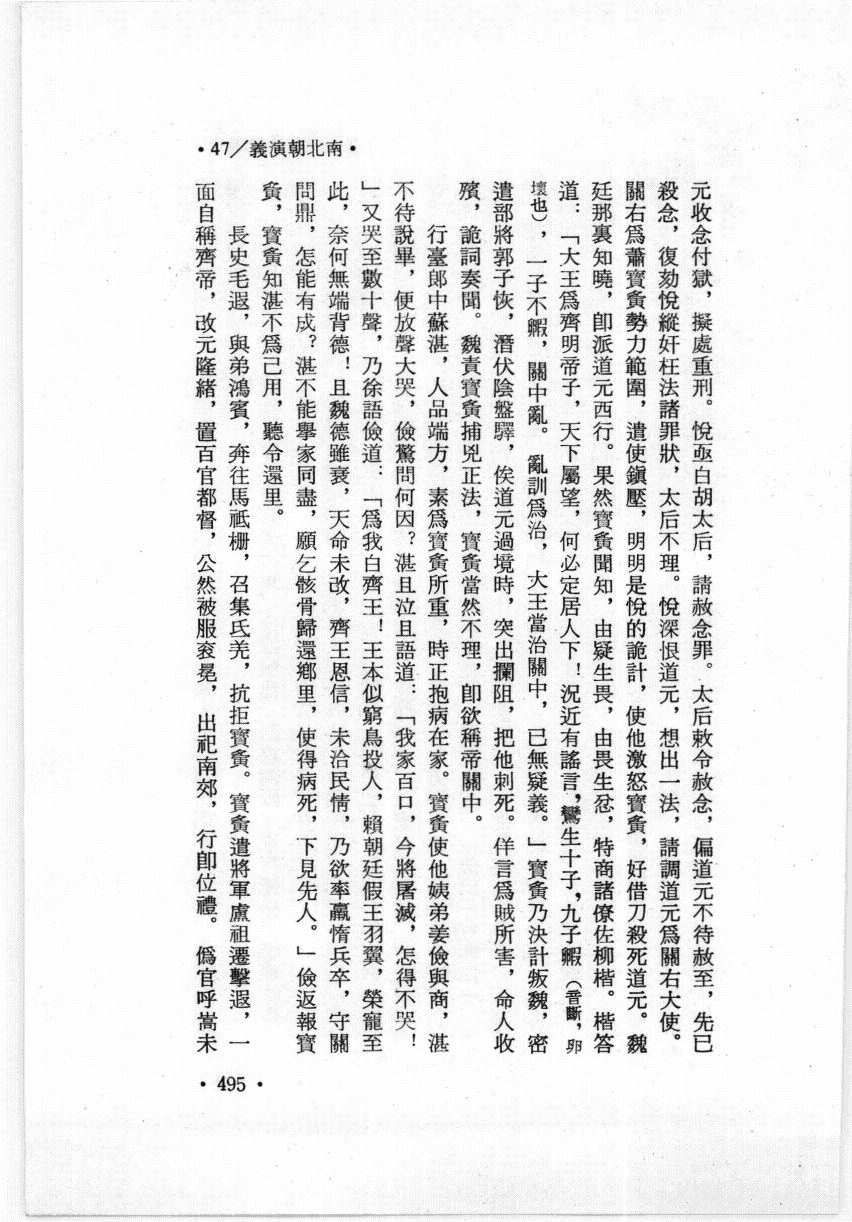 •47／義演朝北南•
元收念付獄，擬處重刑。悅亟白胡太后，請赦念罪。太后敕令赦念，偏道元不待赦至，先已
殺念，復劾悅縱奸枉法諸罪狀，太后不理。悅深恨道元，想出一法，請調道元爲關右大使。
關右爲蕭寶夤勢力範圍，遣使鎭壓，明明是悅的詭計，使他激怒寶夤，好借刀殺死道元。魏
廷那裏知曉，卽派道元西行。果然寶夤聞知，由疑生畏，由畏生忿，特商諸僚佐柳楷。楷答
道：「大王爲齊明帝子，天下屬望，何必定居人下！況近有謠言，鸞生十子，九子毈（音斷，卵
壞也），一子不毈，關中亂。亂訓爲治，大王當治關中，已無疑義。」寶夤乃決計叛魏，密
遣部將郭子恢，潛伏陰盤驛，俟道元過境時，突出攔阻，把他刺死。佯言爲賊所害，命人收
殯，詭詞奏聞。魏責寶夤捕兇正法，寶夤當然不理，卽欲稱帝關中。
行臺郎中蘇湛，人品端方，素爲寶夤所重，時正抱病在家。寶夤使他姨弟姜儉與商，湛
不待說畢，便放聲大哭，儉驚問何因？湛且泣且語道：「我家百口，今將屠滅，怎得不哭！
」又哭至數十聲，乃徐語儉道：「爲我白齊王！王本似窮鳥投人，賴朝廷假王羽翼，榮寵至
此，奈何無端背德！且魏德雖衰，天命未改，齊王恩信，未洽民情，乃欲率羸惰兵卒，守關
問鼎，怎能有成？湛不能舉家同盡，願乞骸骨歸還鄉里，使得病死，下見先人。」儉返報寶
夤，寶夤知湛不爲己用，聽令還里。
長史毛遐，與弟鴻賓，奔往馬祗柵，召集氐羌，抗拒寶夤。寶夤遣將軍盧祖遷擊遐，一
面自稱齊帝，改元隆緒，置百官都督，公然被服袞冕，出祀南郊，行卽位禮。僞官呼嵩未
•495•